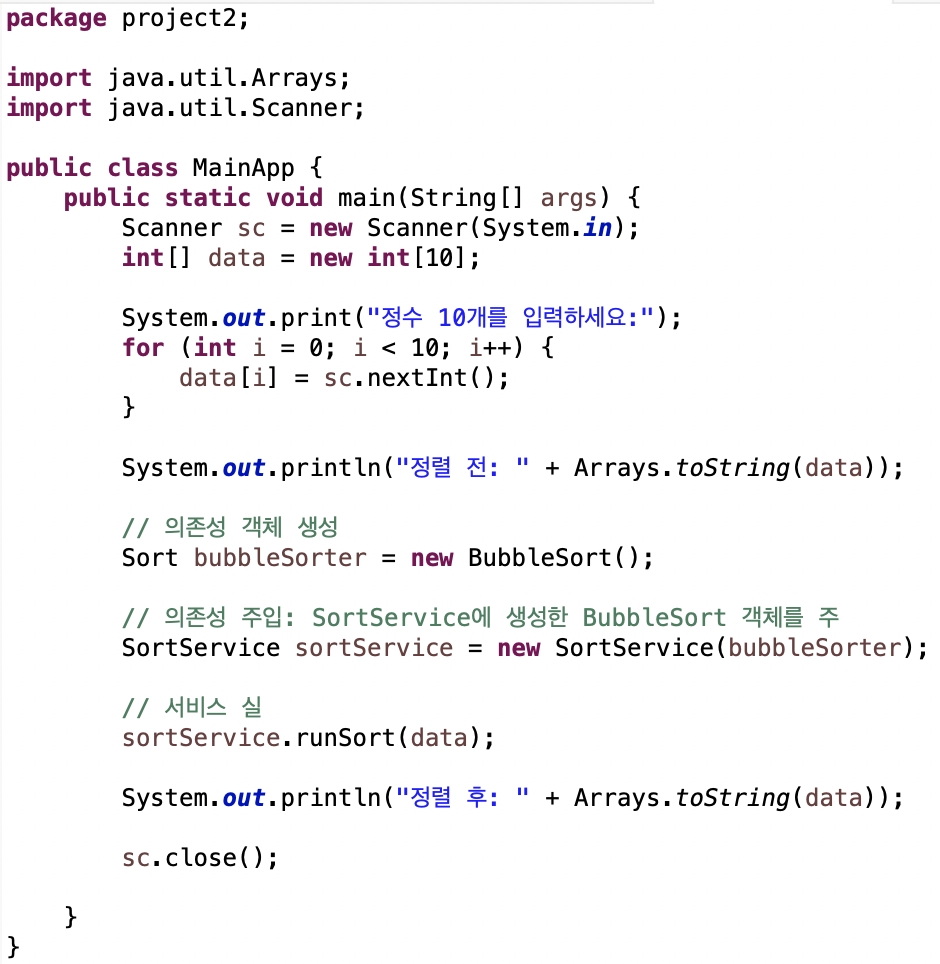 package project2;
import java.util.Arrays;
import java.util.Scanner;
public class MainApp {
public static void main(String[] args) {
Scanner sc = new Scanner(System.in);
int[] data = new int[10];
System.out.print("정수 10개를 입력하세요:");
for (int i = 0; i < 10; i++) {
data[i] = sc.nextInt();
}
System.out.println("정렬 전: " + Arrays.toString(data));
// 의존성 객체 생성
Sort bubbleSorter = new BubbleSort();
// 의존성 주입: SortService에 생성한 BubbleSort 객체를 주
SortService sortService = new SortService(bubbleSorter);
// 서비스 실
sortService.runSort(data);
System.out.println("정렬 후: " + Arrays.toString(data));
sc.close();
}
}